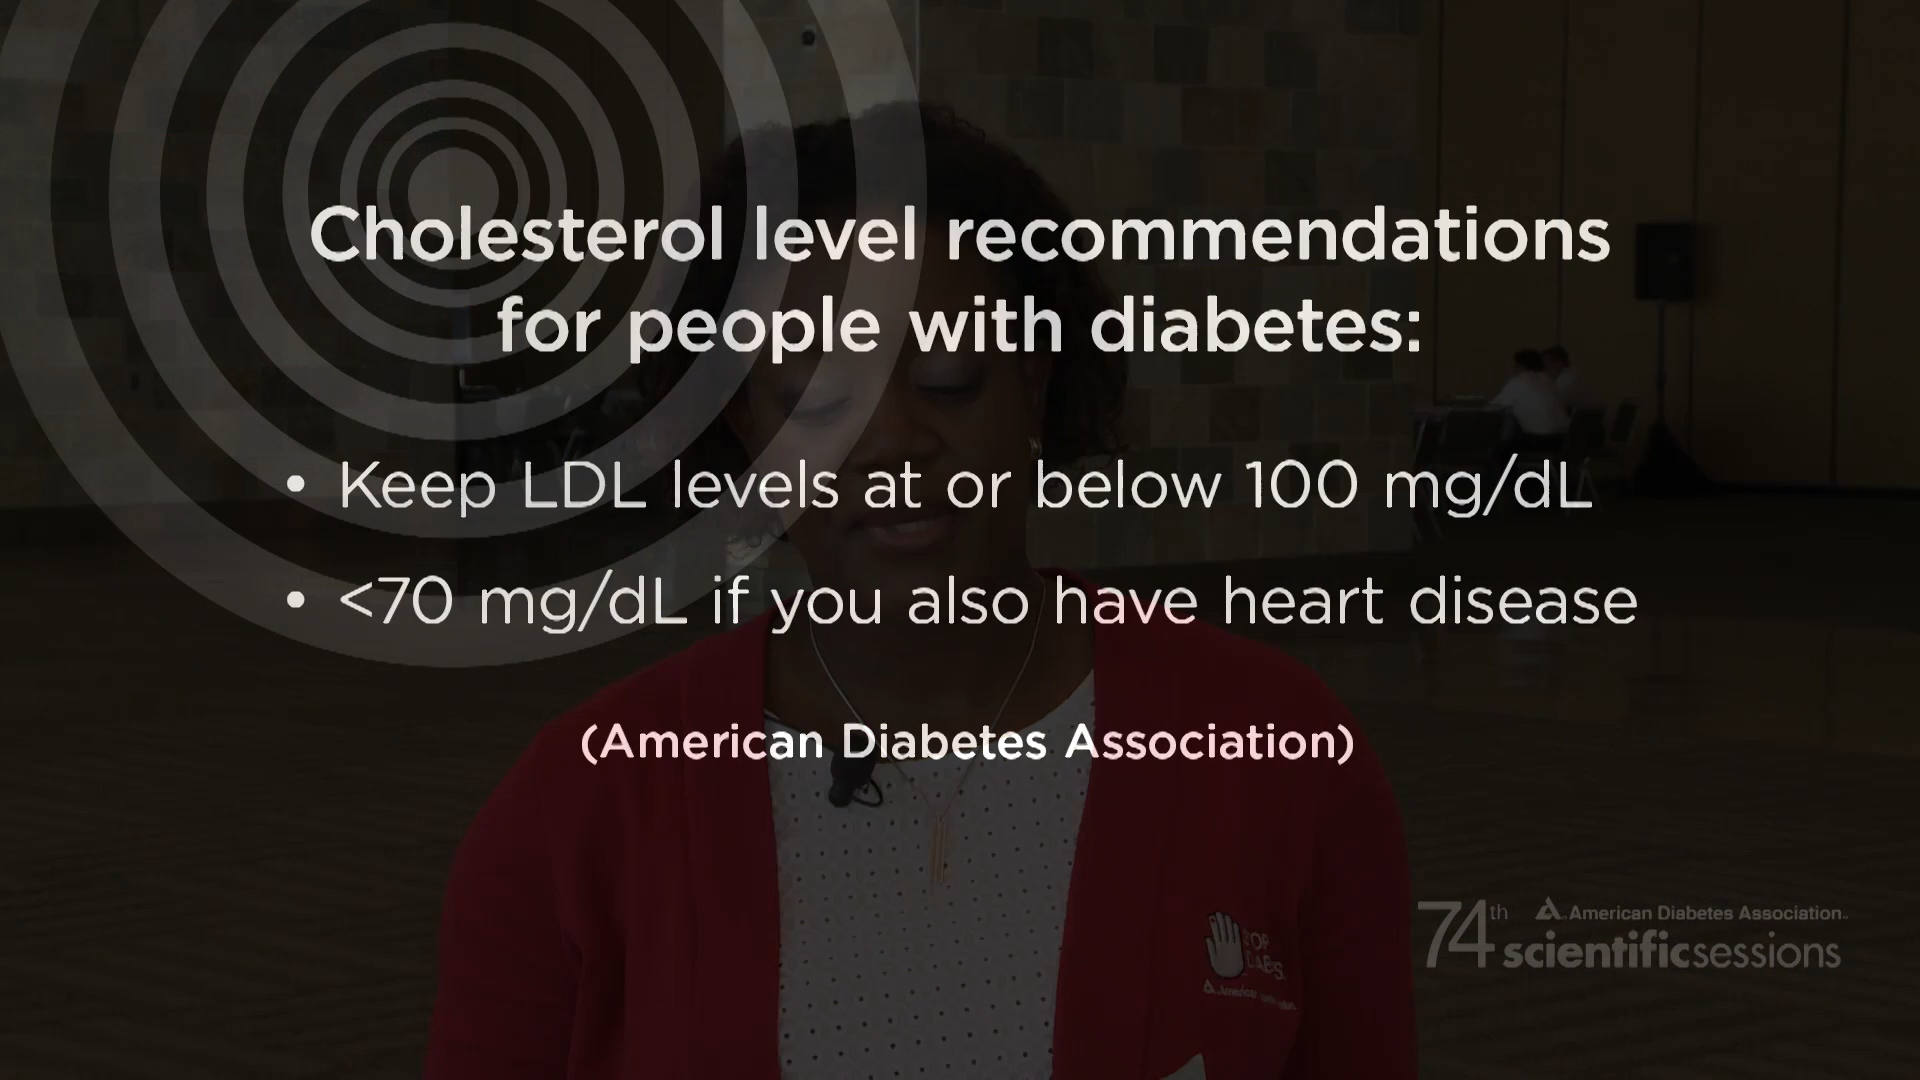 Cholesterol level recommendations
for people with diabetes:
• Keep LDL levels at or below 100 mg/dL
• <70 mg/dL if you also have heart disease
(American Diabetes Association)
74th American Diabetes Association
scientificsessions
American